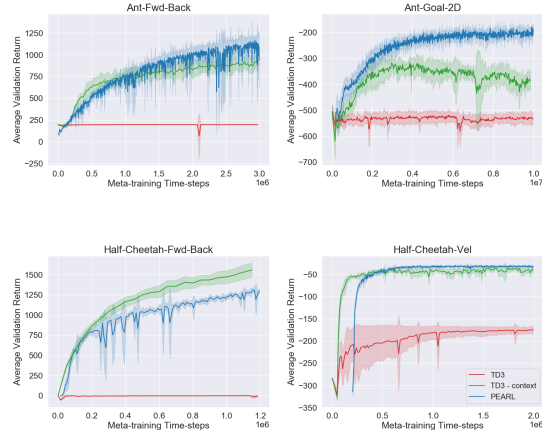 Ant-Fwd-Back
Average Validation Return
1250
1000
750
500
250
0
−250
0.0 0.5 1.0 1.5 2.0 2.5 3.0
Meta-training Time-steps
1e6
Ant-Goal-2D
Average Validation Return
−200
−300
−400
−500
−600
−700
0.0 0.2 0.4 0.6 0.8 1.0
Meta-training Time-steps
1e7
Half-Cheetah-Fwd-Back
Average Validation Return
1500
1250
1000
750
500
250
0
0.0 0.2 0.4 0.6 0.8 1.0 1.2
Meta-training Time-steps
1e6
Half-Cheetah-Vel
Average Validation Return
−50
−100
−150
−200
−250
−300
−350
0.0 0.5 1.0 1.5 2.0
Meta-training Time-steps
1e6
TD3
TD3 - context
PEARL